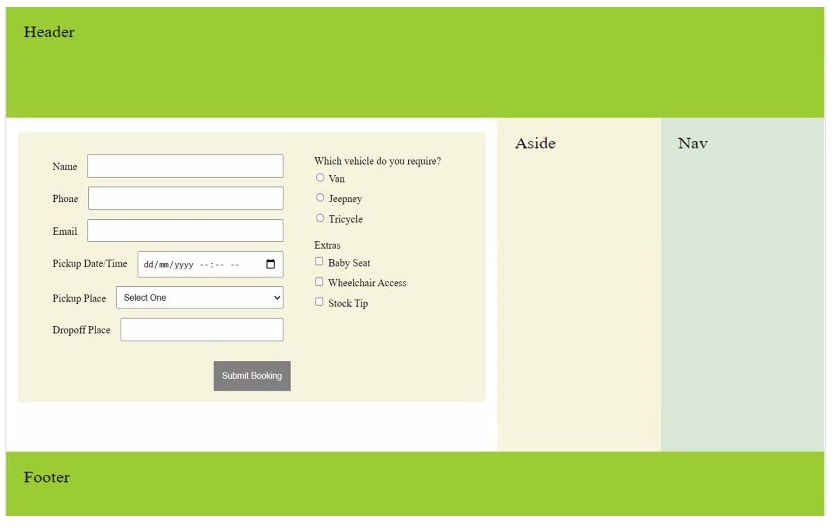 Header
Name
Phone
Email
Pickup Date/Time dd/mm/yyyy --:-- --
Pickup Place Select One
Dropoff Place
Submit Booking
Which vehicle do you require?
Van
Jeepney
Tricycle
Extras
Baby Seat
Wheelchair Access
Stock Tip
Aside
Nav
Footer